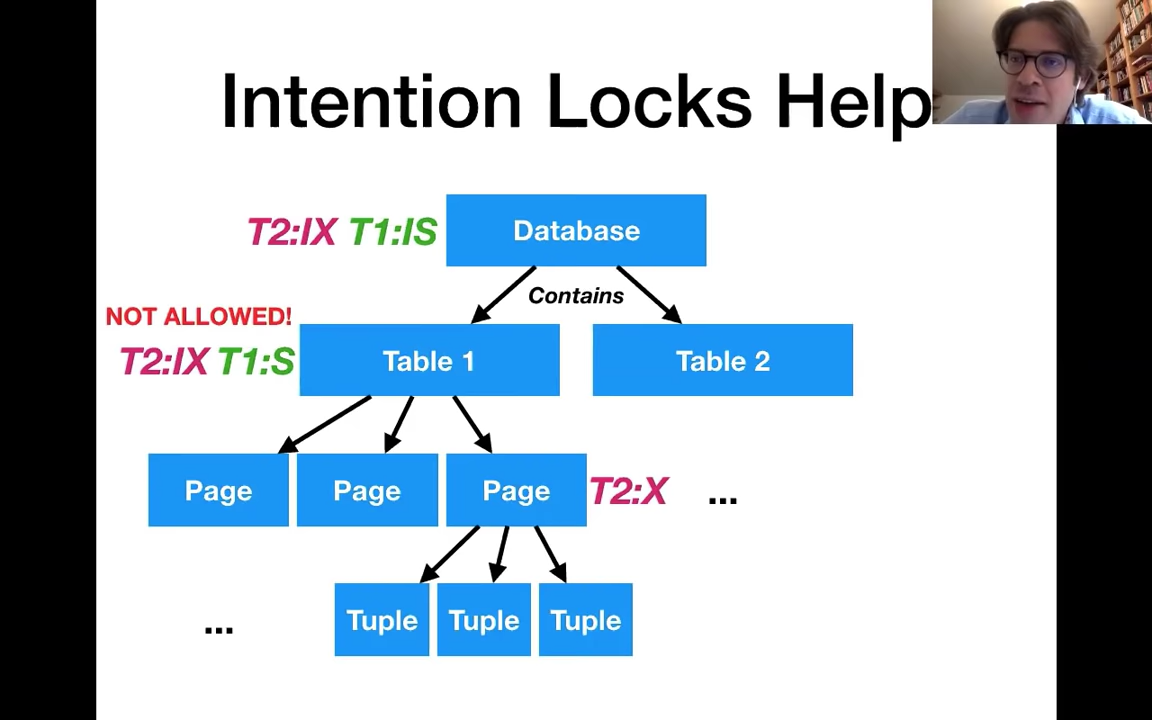 Intention Locks Help
T2:IX T1:IS Database
Contains
NOT ALLOWED!
T2:IX T1:S Table 1 Table 2
Page Page Page T2:X ...
... Tuple Tuple Tuple